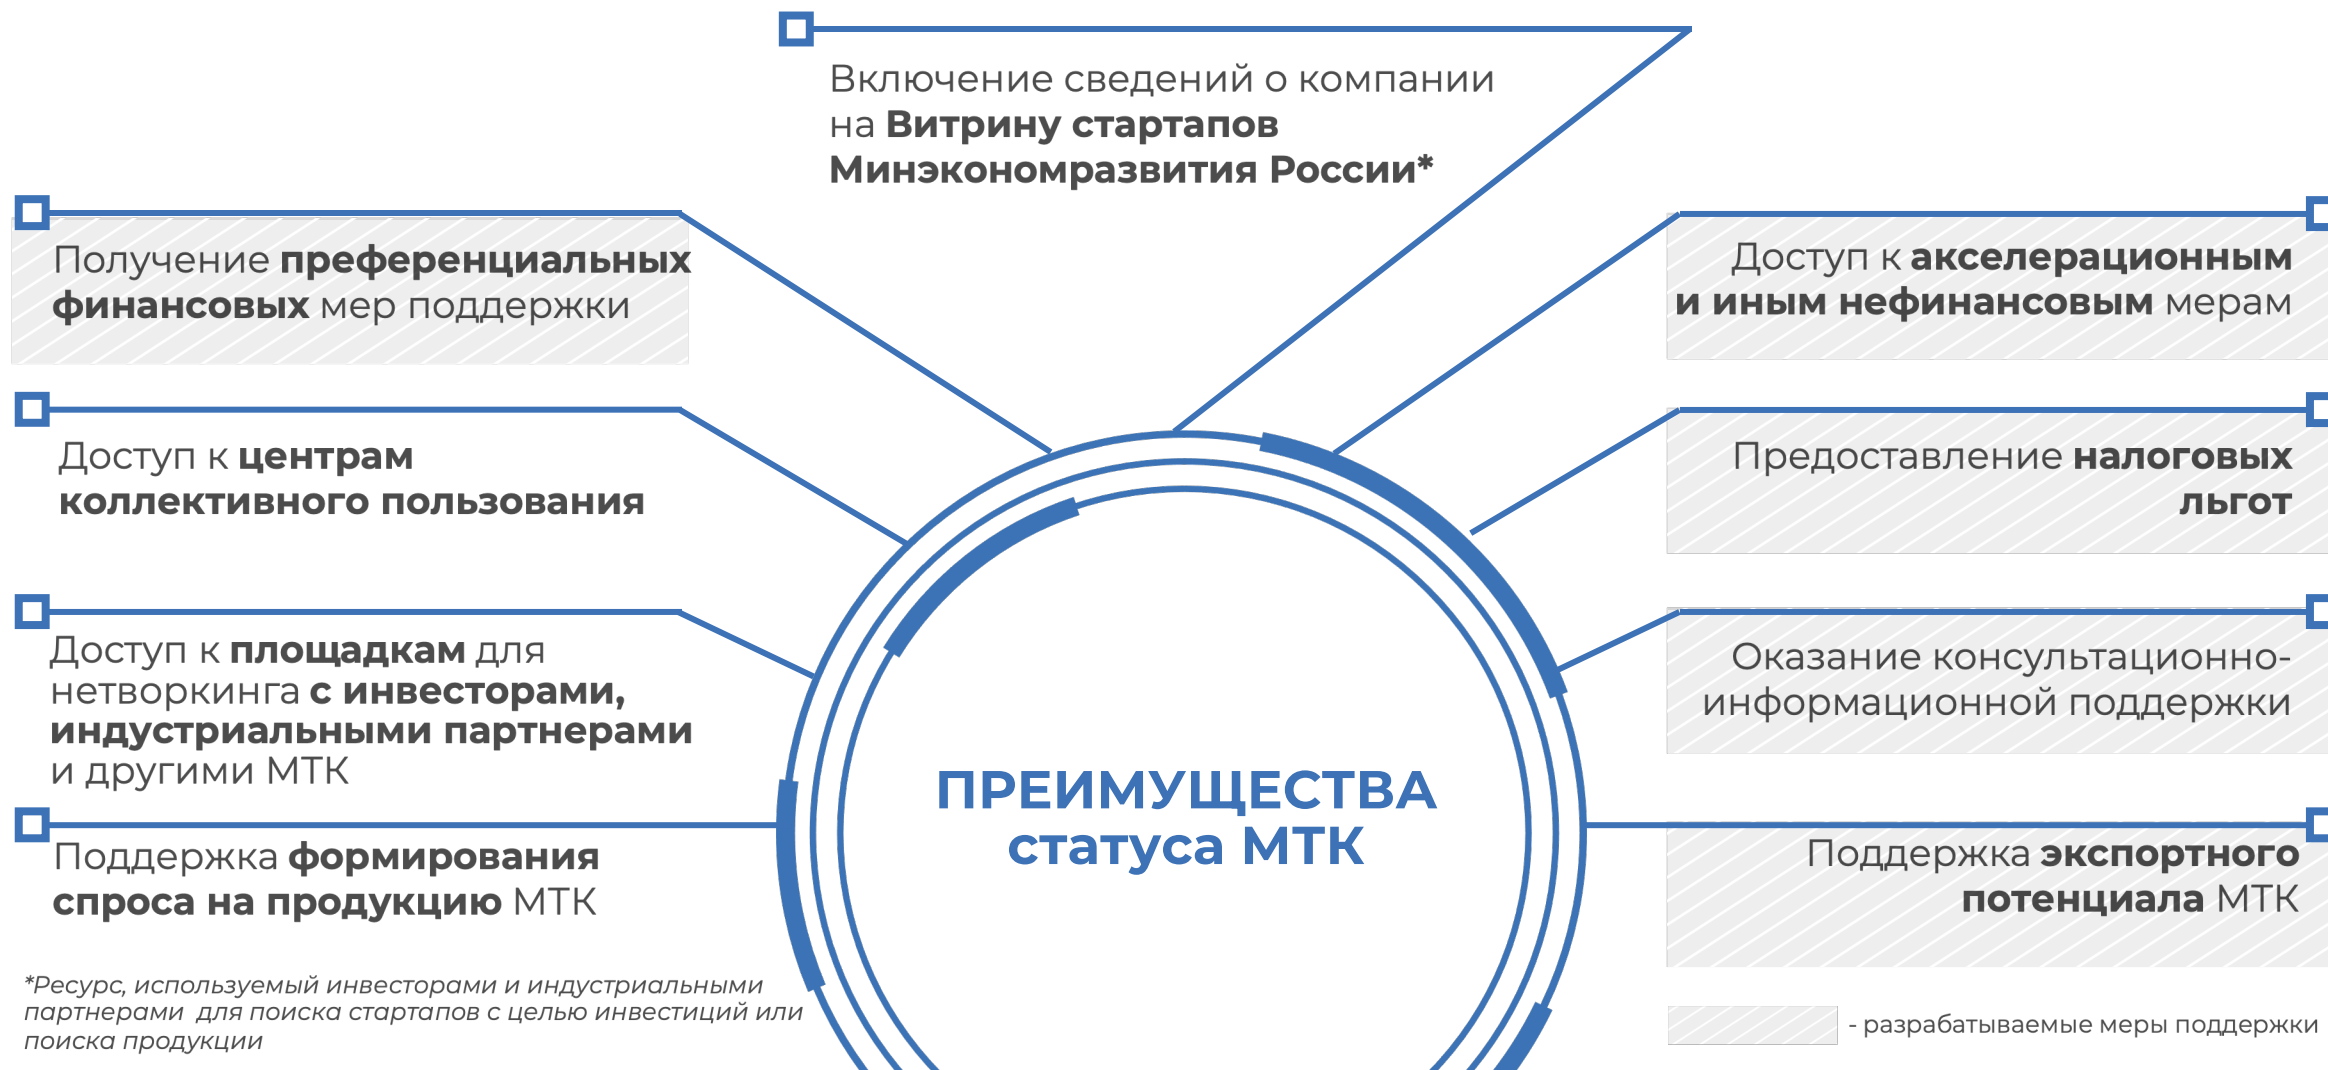 Включение сведений о компании
на Витрину стартапов
Минэкономразвития России*
Получение преференциальных
финансовых мер поддержки
Доступ к акселерационным
и иным нефинансовым мерам
Доступ к центрам
коллективного пользования
Предоставление налоговых
льгот
Доступ к площадкам для
нетворкинга с инвесторами,
индустриальными партнерами
и другими МТК
Оказание консультационно-
информационной поддержки
ПРЕИМУЩЕСТВА
статуса МТК
Поддержка формирования
спроса на продукцию МТК
Поддержка экспортного
потенциала МТК
*Ресурс, используемый инвесторами и индустриальными
партнерами для поиска стартапов с целью инвестиций или
поиска продукции
- разрабатываемые меры поддержки